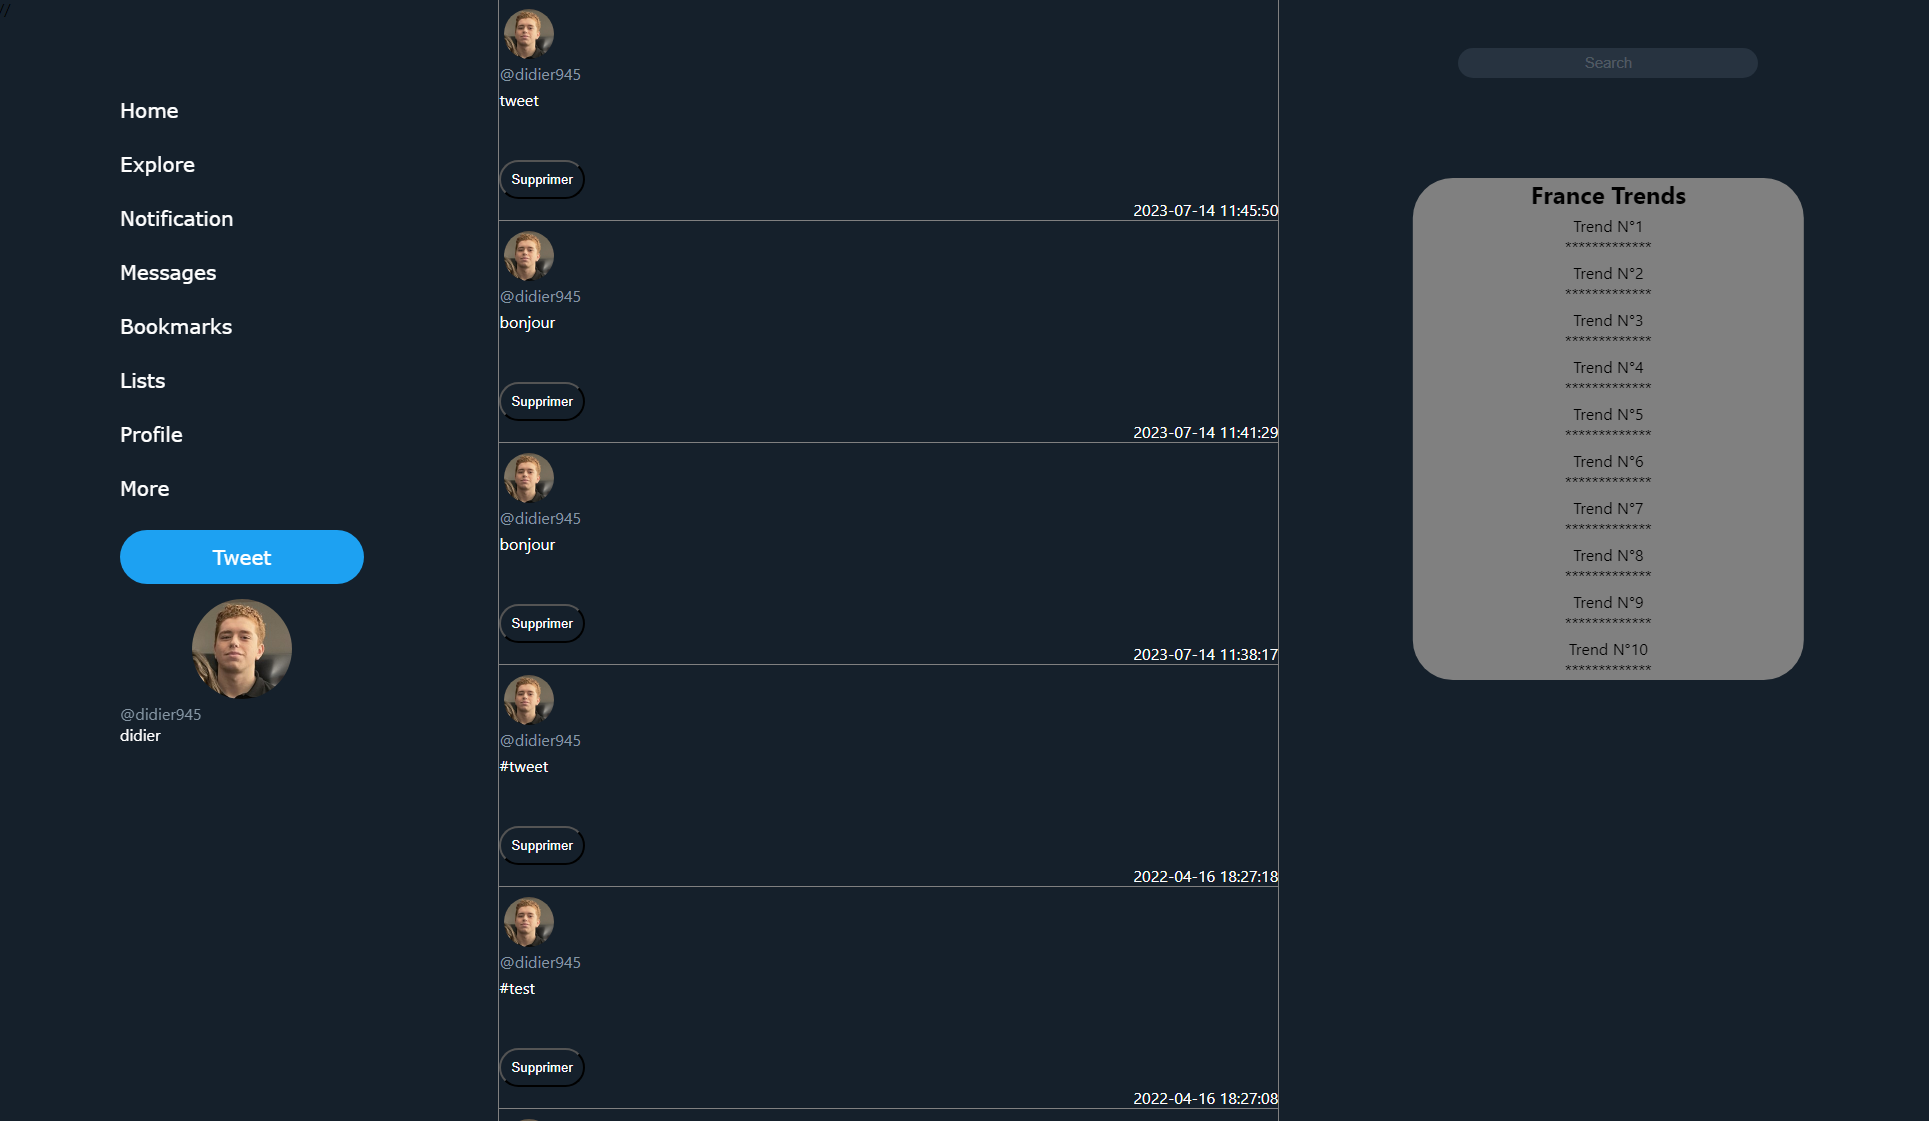 //
Home
Explore
Notification
Messages
Bookmarks
Lists
Profile
More
Tweet
@didier945
didier
@didier945
tweet
Supprimer
2023-07-14 11:45:50
@didier945
bonjour
Supprimer
2023-07-14 11:41:29
@didier945
bonjour
Supprimer
2023-07-14 11:38:17
@didier945
#tweet
Supprimer
2022-04-16 18:27:18
@didier945
#test
Supprimer
2022-04-16 18:27:08
Search
France Trends
Trend N°1
*************
Trend N°2
*************
Trend N°3
*************
Trend N°4
*************
Trend N°5
*************
Trend N°6
*************
Trend N°7
*************
Trend N°8
*************
Trend N°9
*************
Trend N°10
*************